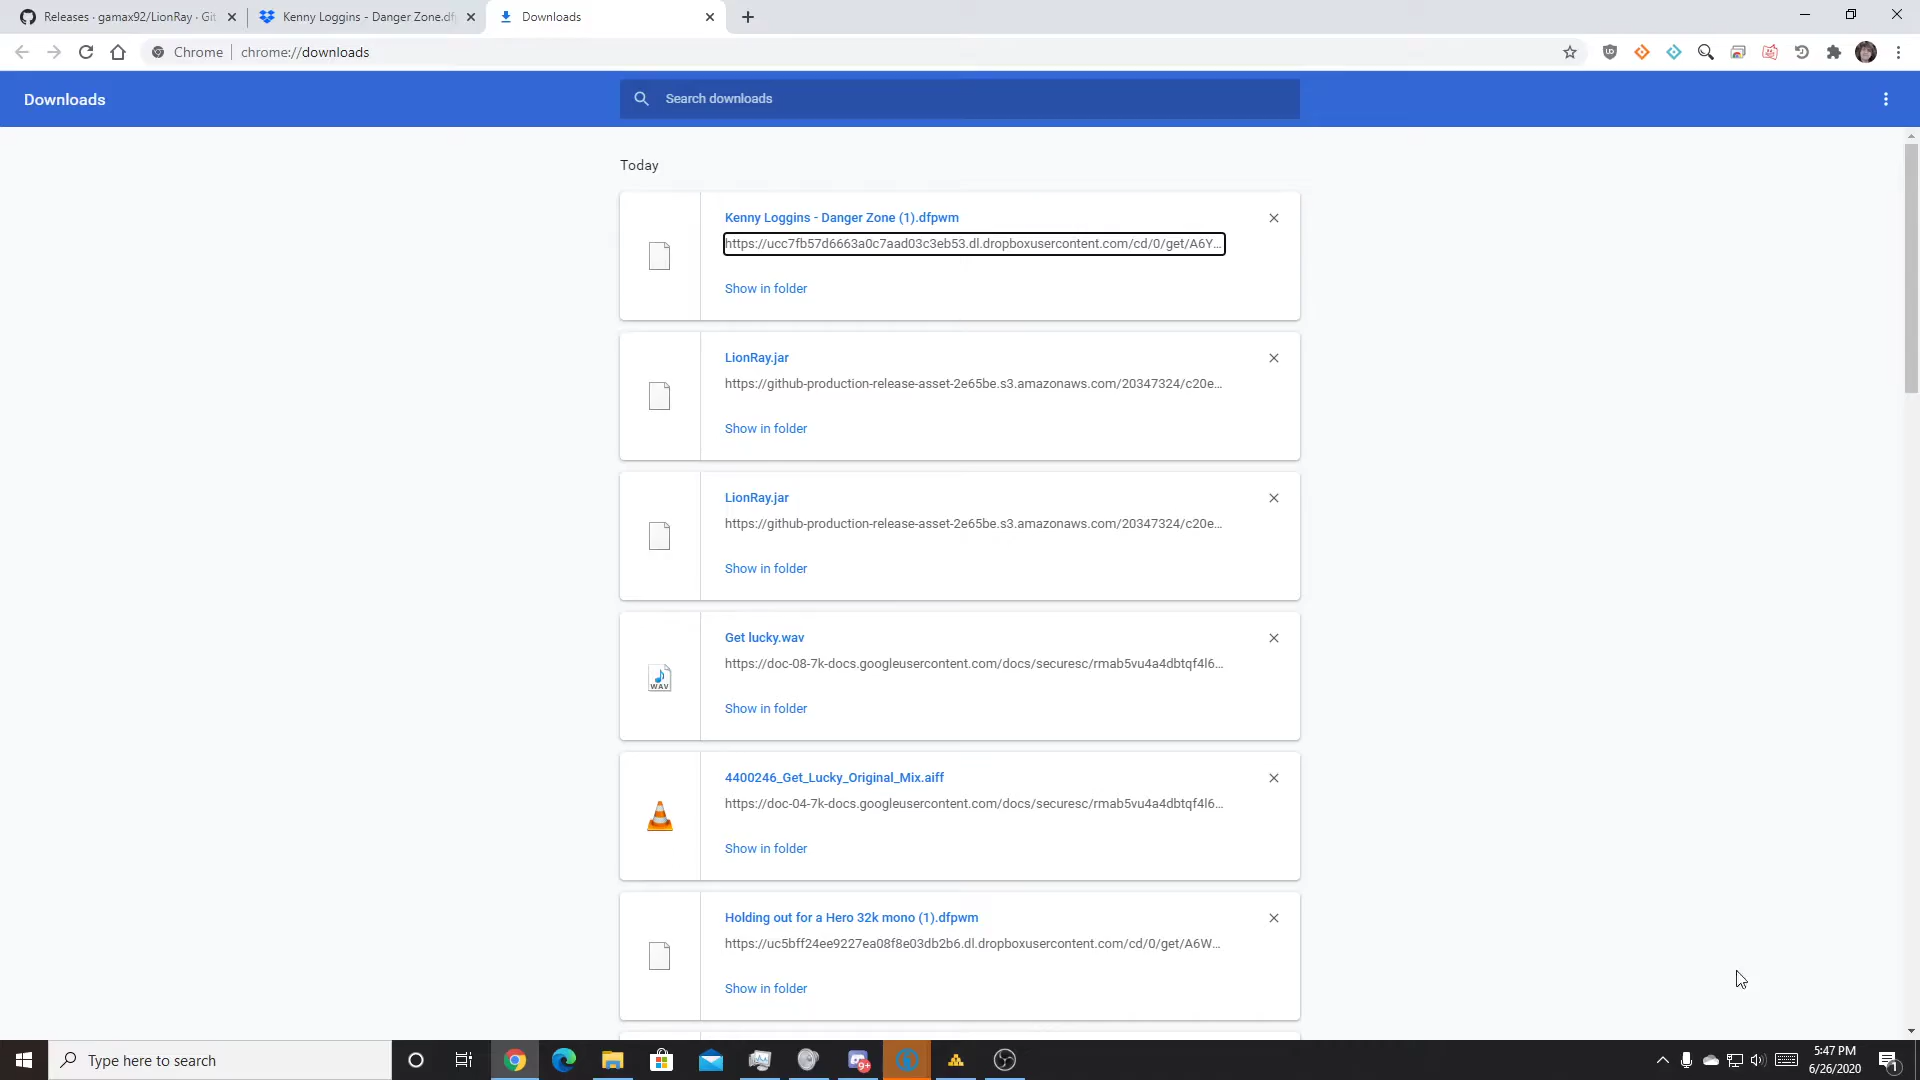 Releases · gamax92/LionRay · Git
Kenny Loggins - Danger Zone.df
Downloads
Chrome
chrome://downloads
Downloads
Search downloads
Today
Kenny Loggins - Danger Zone (1).dfpwm
https://ucc7fb57d6663a0c7aad03c3eb53.dl.dropboxusercontent.com/cd/0/get/A6Y...
Show in folder
LionRay.jar
https://github-production-release-asset-2e65be.s3.amazonaws.com/20347324/c20e...
Show in folder
LionRay.jar
https://github-production-release-asset-2e65be.s3.amazonaws.com/20347324/c20e...
Show in folder
WAV
Get lucky.wav
https://doc-08-7k-docs.googleusercontent.com/docs/securesc/rmab5vu4a4dbtqf4l6...
Show in folder
4400246_Get_Lucky_Original_Mix.aiff
https://doc-04-7k-docs.googleusercontent.com/docs/securesc/rmab5vu4a4dbtqf4l6...
Show in folder
Holding out for a Hero 32k mono (1).dfpwm
https://uc5bff24ee9227ea08f8e03db2b6.dl.dropboxusercontent.com/cd/0/get/A6W...
Show in folder
Type here to search
9+
5:47 PM
6/26/2020
1